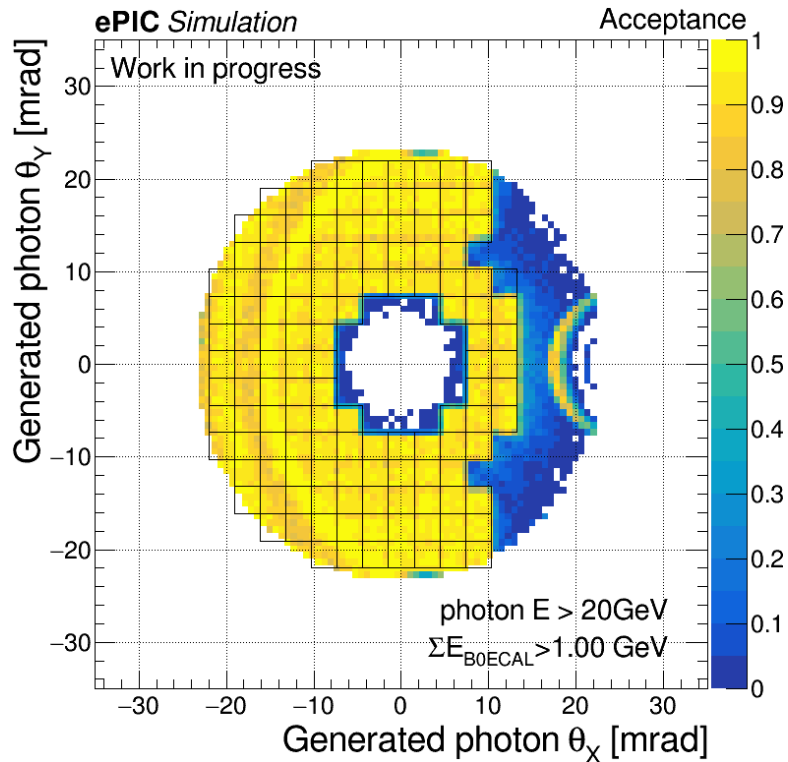 ePIC Simulation
Acceptance
Work in progress
Generated photon θY [mrad]
30
20
10
0
−10
−20
−30
photon E > 20GeV
ΣEB0ECAL>1.00 GeV
−30 −20 −10 0 10 20 30
Generated photon θX [mrad]
1
0.9
0.8
0.7
0.6
0.5
0.4
0.3
0.2
0.1
0